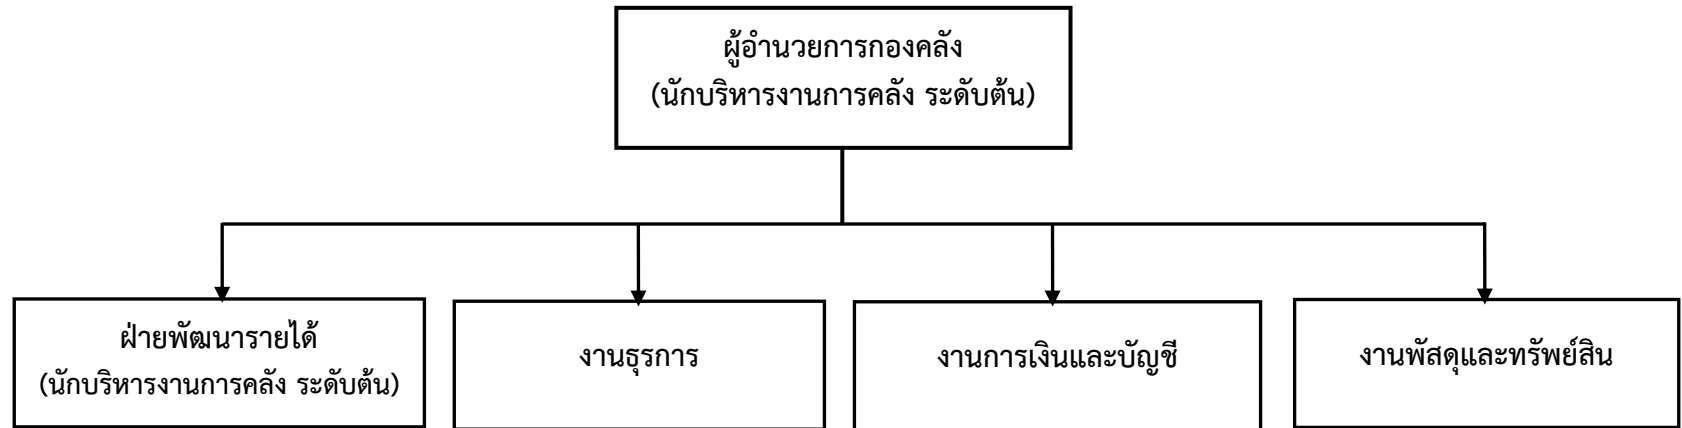 ผู้อำนวยการกองคลัง
(นักบริหารงานการคลัง ระดับต้น)
ฝ่ายพัฒนารายได้
(นักบริหารงานการคลัง ระดับต้น)
งานธุรการ
งานการเงินและบัญชี
งานพัสดุและทรัพย์สิน